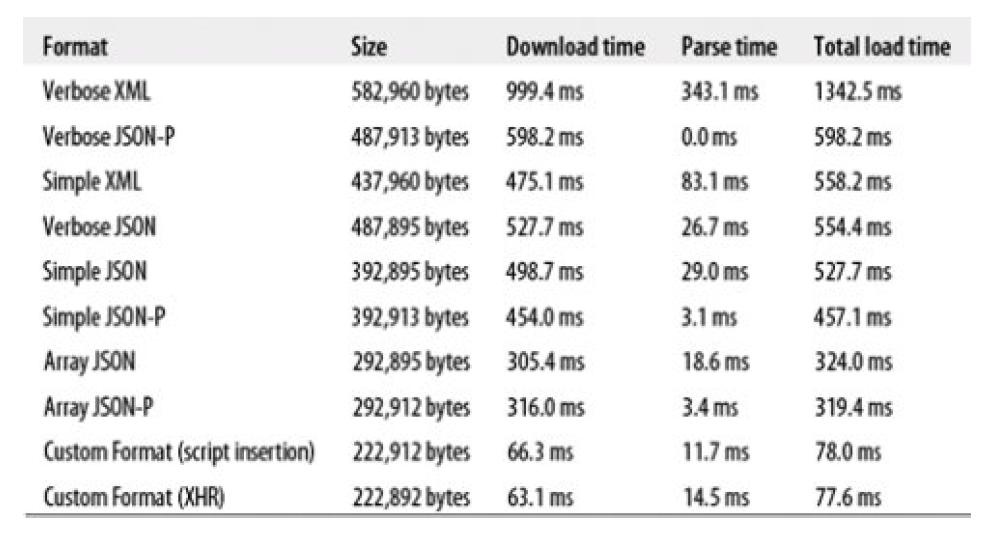 Format Size Download time Parse time Total load time
Verbose XML 582,960 bytes 999.4 ms 343.1 ms 1342.5 ms
Verbose JSON-P 487,913 bytes 598.2 ms 0.0 ms 598.2 ms
Simple XML 437,960 bytes 475.1 ms 83.1 ms 558.2 ms
Verbose JSON 487,895 bytes 527.7 ms 26.7 ms 554.4 ms
Simple JSON 392,895 bytes 498.7 ms 29.0 ms 527.7 ms
Simple JSON-P 392,913 bytes 454.0 ms 3.1 ms 457.1 ms
Array JSON 292,895 bytes 305.4 ms 18.6 ms 324.0 ms
Array JSON-P 292,912 bytes 316.0 ms 3.4 ms 319.4 ms
Custom Format (script insertion) 222,912 bytes 66.3 ms 11.7 ms 78.0 ms
Custom Format (XHR) 222,892 bytes 63.1 ms 14.5 ms 77.6 ms